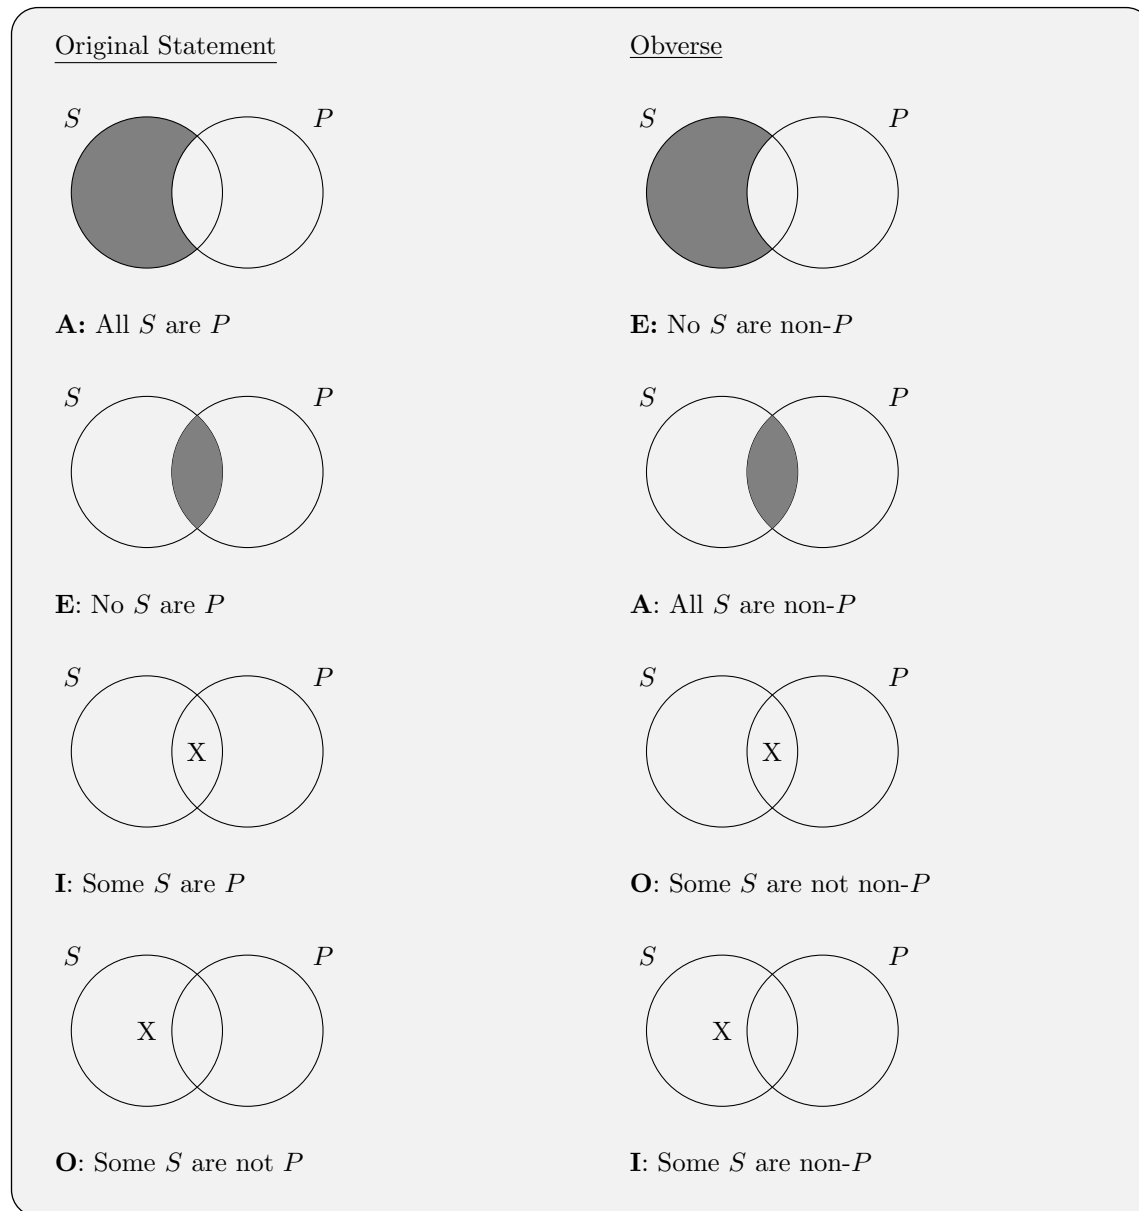 Original Statement Obverse
S P S P
A: All S are P E: No S are non-P
S P S P
E: No S are P A: All S are non-P
S P S P
X X
I: Some S are P O: Some S are not non-P
S P S P
X X
O: Some S are not P I: Some S are non-P